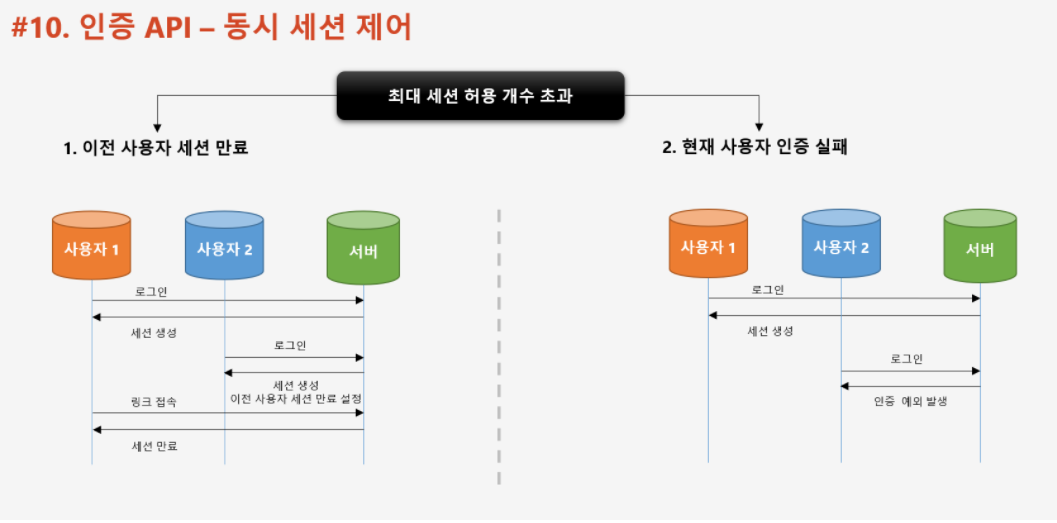 #10. 인증 API – 동시 세션 제어
최대 세션 허용 개수 초과
1. 이전 사용자 세션 만료
2. 현재 사용자 인증 실패
사용자 1
사용자 2
서버
로그인
세션 생성
로그인
세션 생성
이전 사용자 세션 만료 설정
링크 접속
세션 만료
사용자 1
사용자 2
서버
로그인
세션 생성
로그인
인증 예외 발생